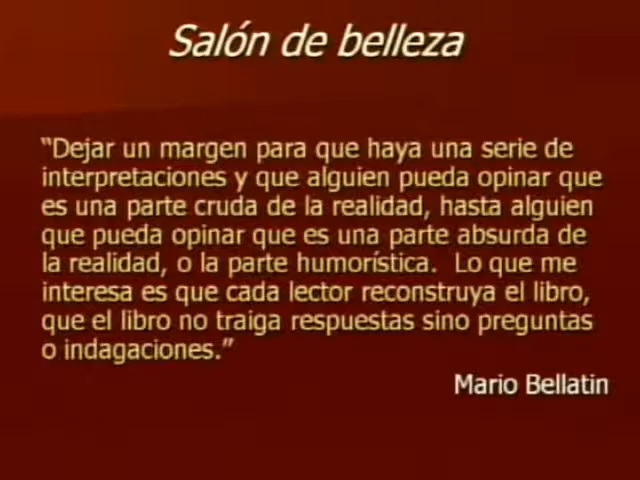 Salón de belleza
“Dejar un margen para que haya una serie de
interpretaciones y que alguien pueda opinar que
es una parte cruda de la realidad, hasta alguien
que pueda opinar que es una parte absurda de
la realidad, o la parte humorística.  Lo que me
interesa es que cada lector reconstruya el libro,
que el libro no traiga respuestas sino preguntas
o indagaciones.”
Mario Bellatin